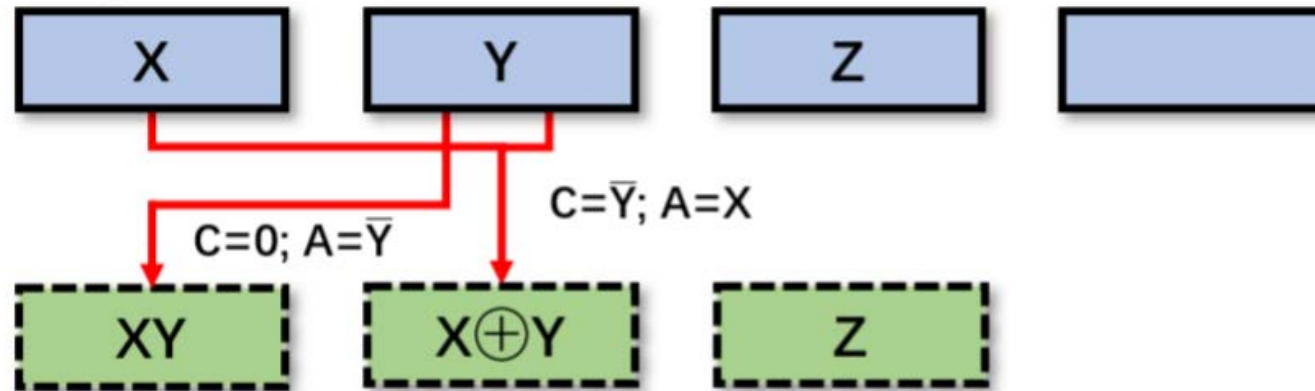 X Y Z
C=Y̅; A=X
C=0; A=Y̅
XY X⊕Y Z